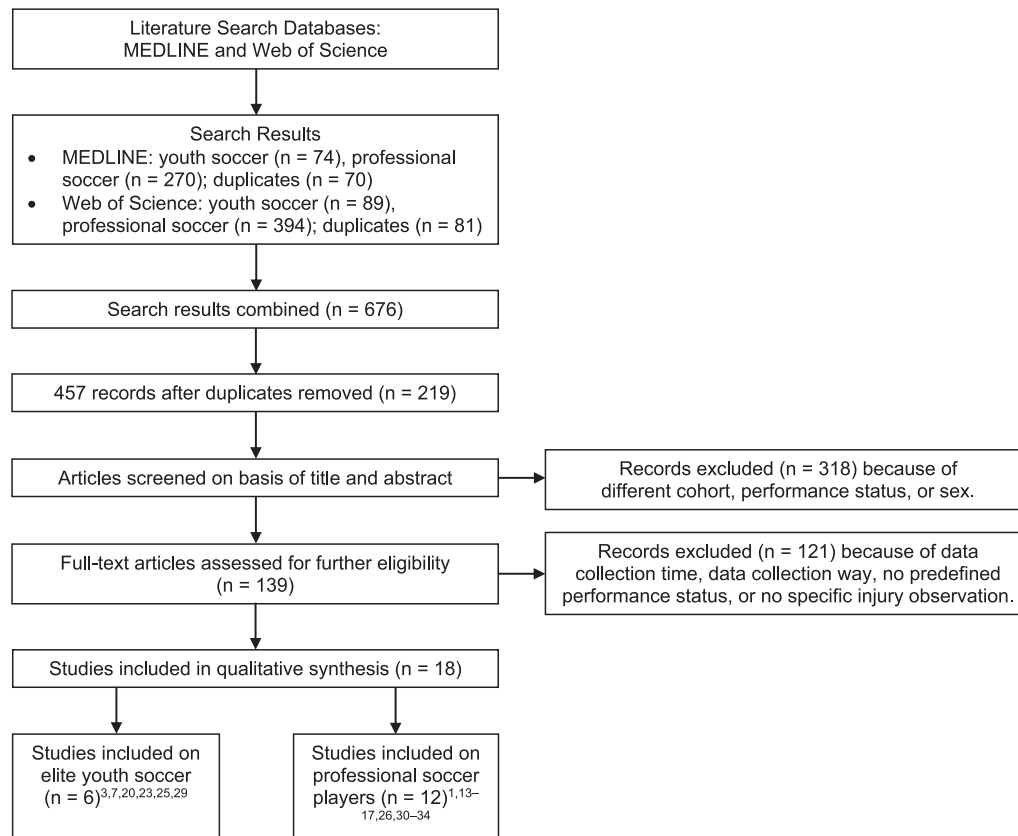 Literature Search Databases:
MEDLINE and Web of Science
Search Results
• MEDLINE: youth soccer (n = 74), professional
soccer (n = 270); duplicates (n = 70)
• Web of Science: youth soccer (n = 89),
professional soccer (n = 394); duplicates (n = 81)
Search results combined (n = 676)
457 records after duplicates removed (n = 219)
Articles screened on basis of title and abstract
Records excluded (n = 318) because of
different cohort, performance status, or sex.
Full-text articles assessed for further eligibility
(n = 139)
Records excluded (n = 121) because of data
collection time, data collection way, no predefined
performance status, or no specific injury observation.
Studies included in qualitative synthesis (n = 18)
Studies included on
elite youth soccer
(n = 6)3,7,20,23,25,29
Studies included on
professional soccer
players (n = 12)1,13–
17,26,30–34